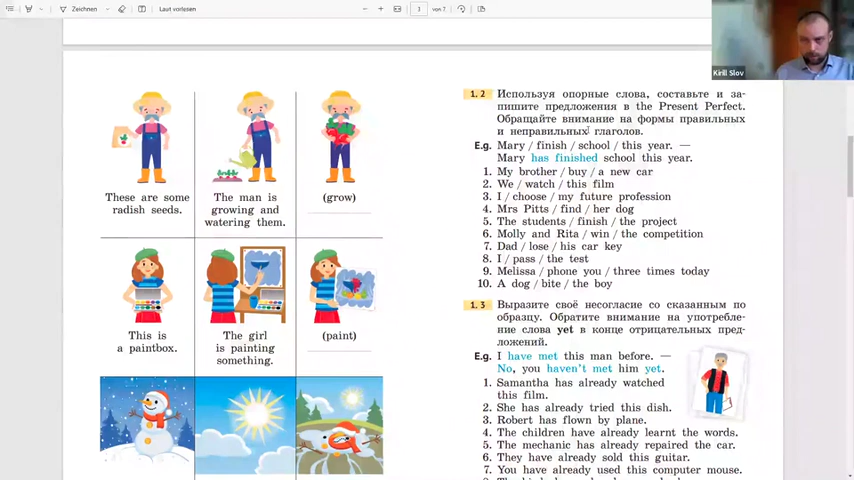 Zeichnen
Laut vorlesen
1
von 7
Kirill Slov
These are some
radish seeds.
The man is
growing and
watering them.
(grow)
This is
a paintbox.
The girl
is painting
something.
(paint)
1.2 Используя опорные слова, составьте и за-
пишите предложения в the Present Perfect.
Обращайте внимание на формы правильных
и неправильных глаголов.
E.g. Mary / finish / school / this year. —
Mary has finished school this year.
1. My brother / buy / a new car
2. We / watch / this film
3. I / choose / my future profession
4. Mrs Pitts / find / her dog
5. The students / finish / the project
6. Molly and Rita / win / the competition
7. Dad / lose / his car key
8. I / pass / the test
9. Melissa / phone you / three times today
10. A dog / bite / the boy
1.3 Выразите своё несогласие со сказанным по
образцу. Обратите внимание на употребле-
ние слова yet в конце отрицательных пред-
ложений.
E.g. I have met this man before. —
No, you haven't met him yet.
1. Samantha has already watched
this film.
2. She has already tried this dish.
3. Robert has flown by plane.
4. The children have already learnt the words.
5. The mechanic has already repaired the car.
6. They have already sold this guitar.
7. You have already used this computer mouse.